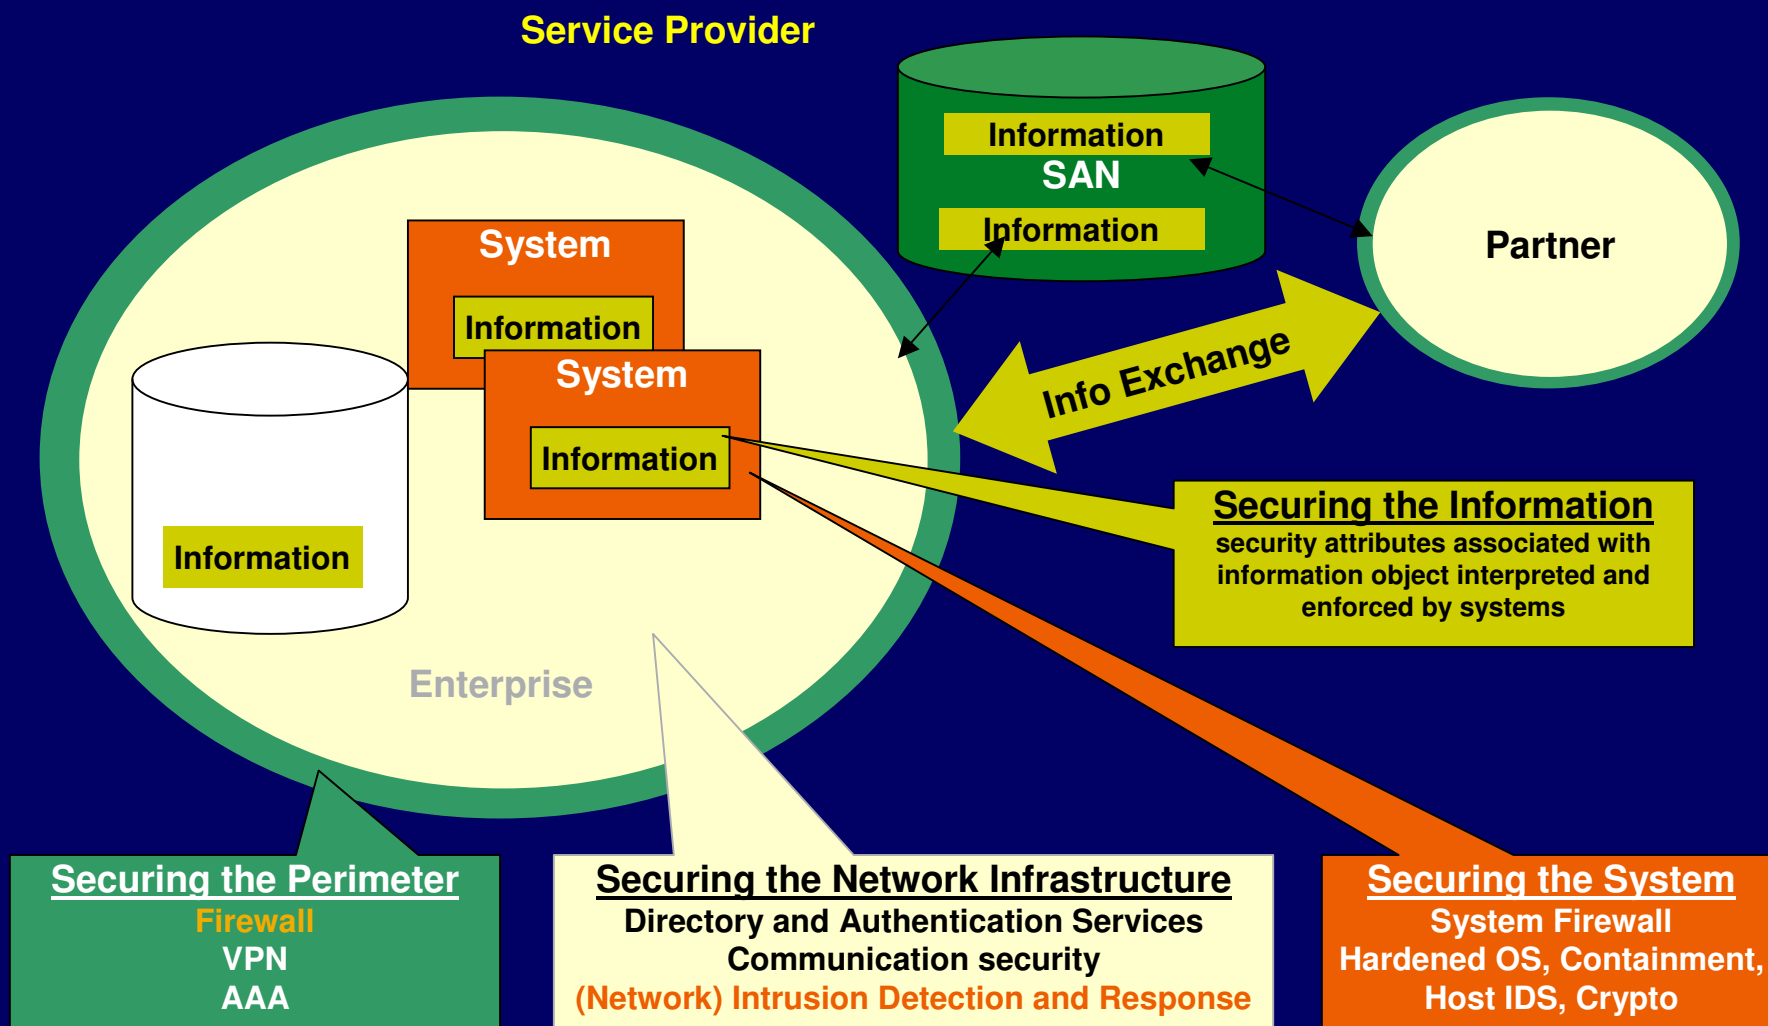 Service Provider
Information
SAN
Information
Partner
System
Information
System
Information
Information
Enterprise
Info Exchange
Securing the Information
security attributes associated with
information object interpreted and
enforced by systems
Securing the Perimeter
Firewall
VPN
AAA
Securing the Network Infrastructure
Directory and Authentication Services
Communication security
(Network) Intrusion Detection and Response
Securing the System
System Firewall
Hardened OS, Containment,
Host IDS, Crypto